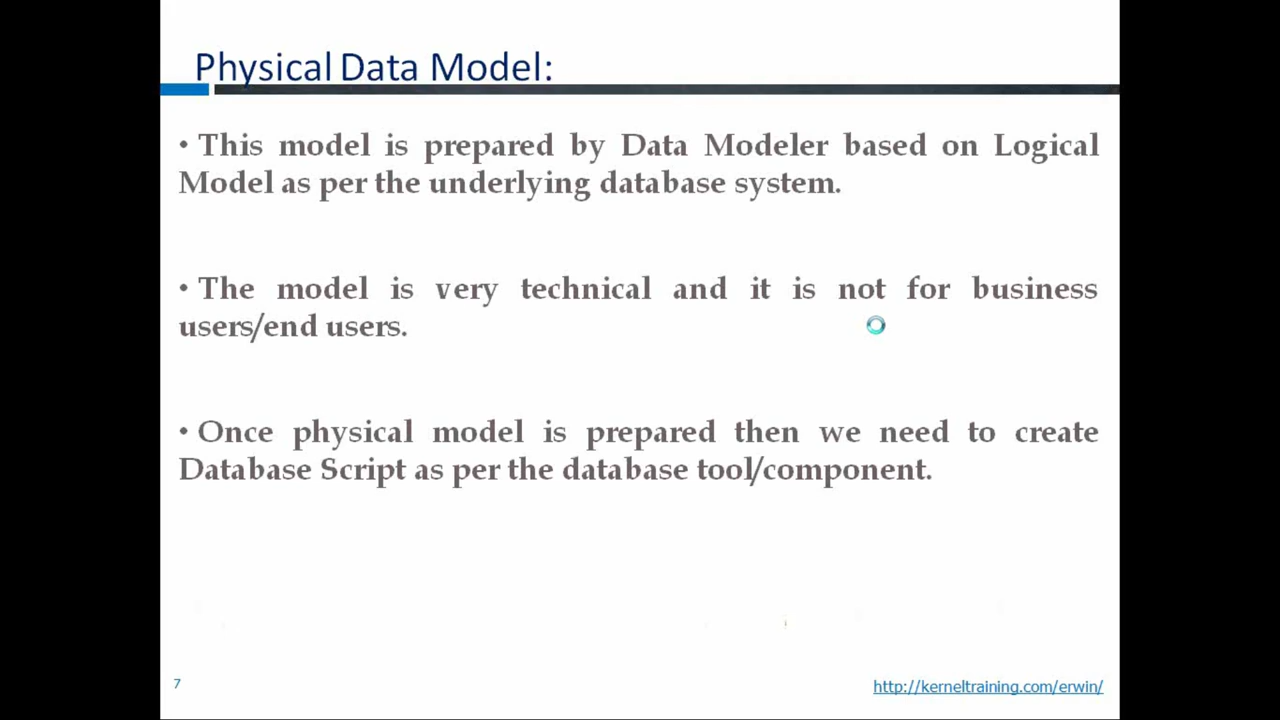 Physical Data Model:
• This model is prepared by Data Modeler based on Logical
Model as per the underlying database system.
• The model is very technical and it is not for business
users/end users.
• Once physical model is prepared then we need to create
Database Script as per the database tool/component.
7
http://kerneltraining.com/erwin/